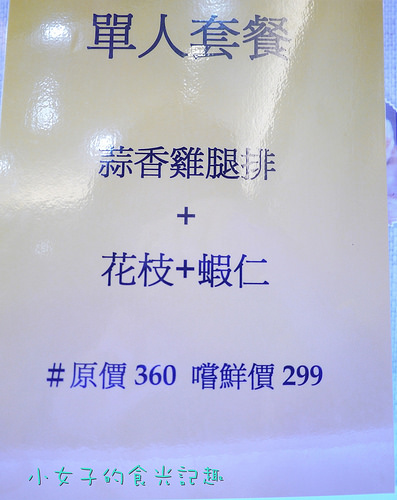 單人套餐
蒜香雞腿排
+
花枝+蝦仁
#原價 360 嚐鮮價 299
小女子的食光記趣